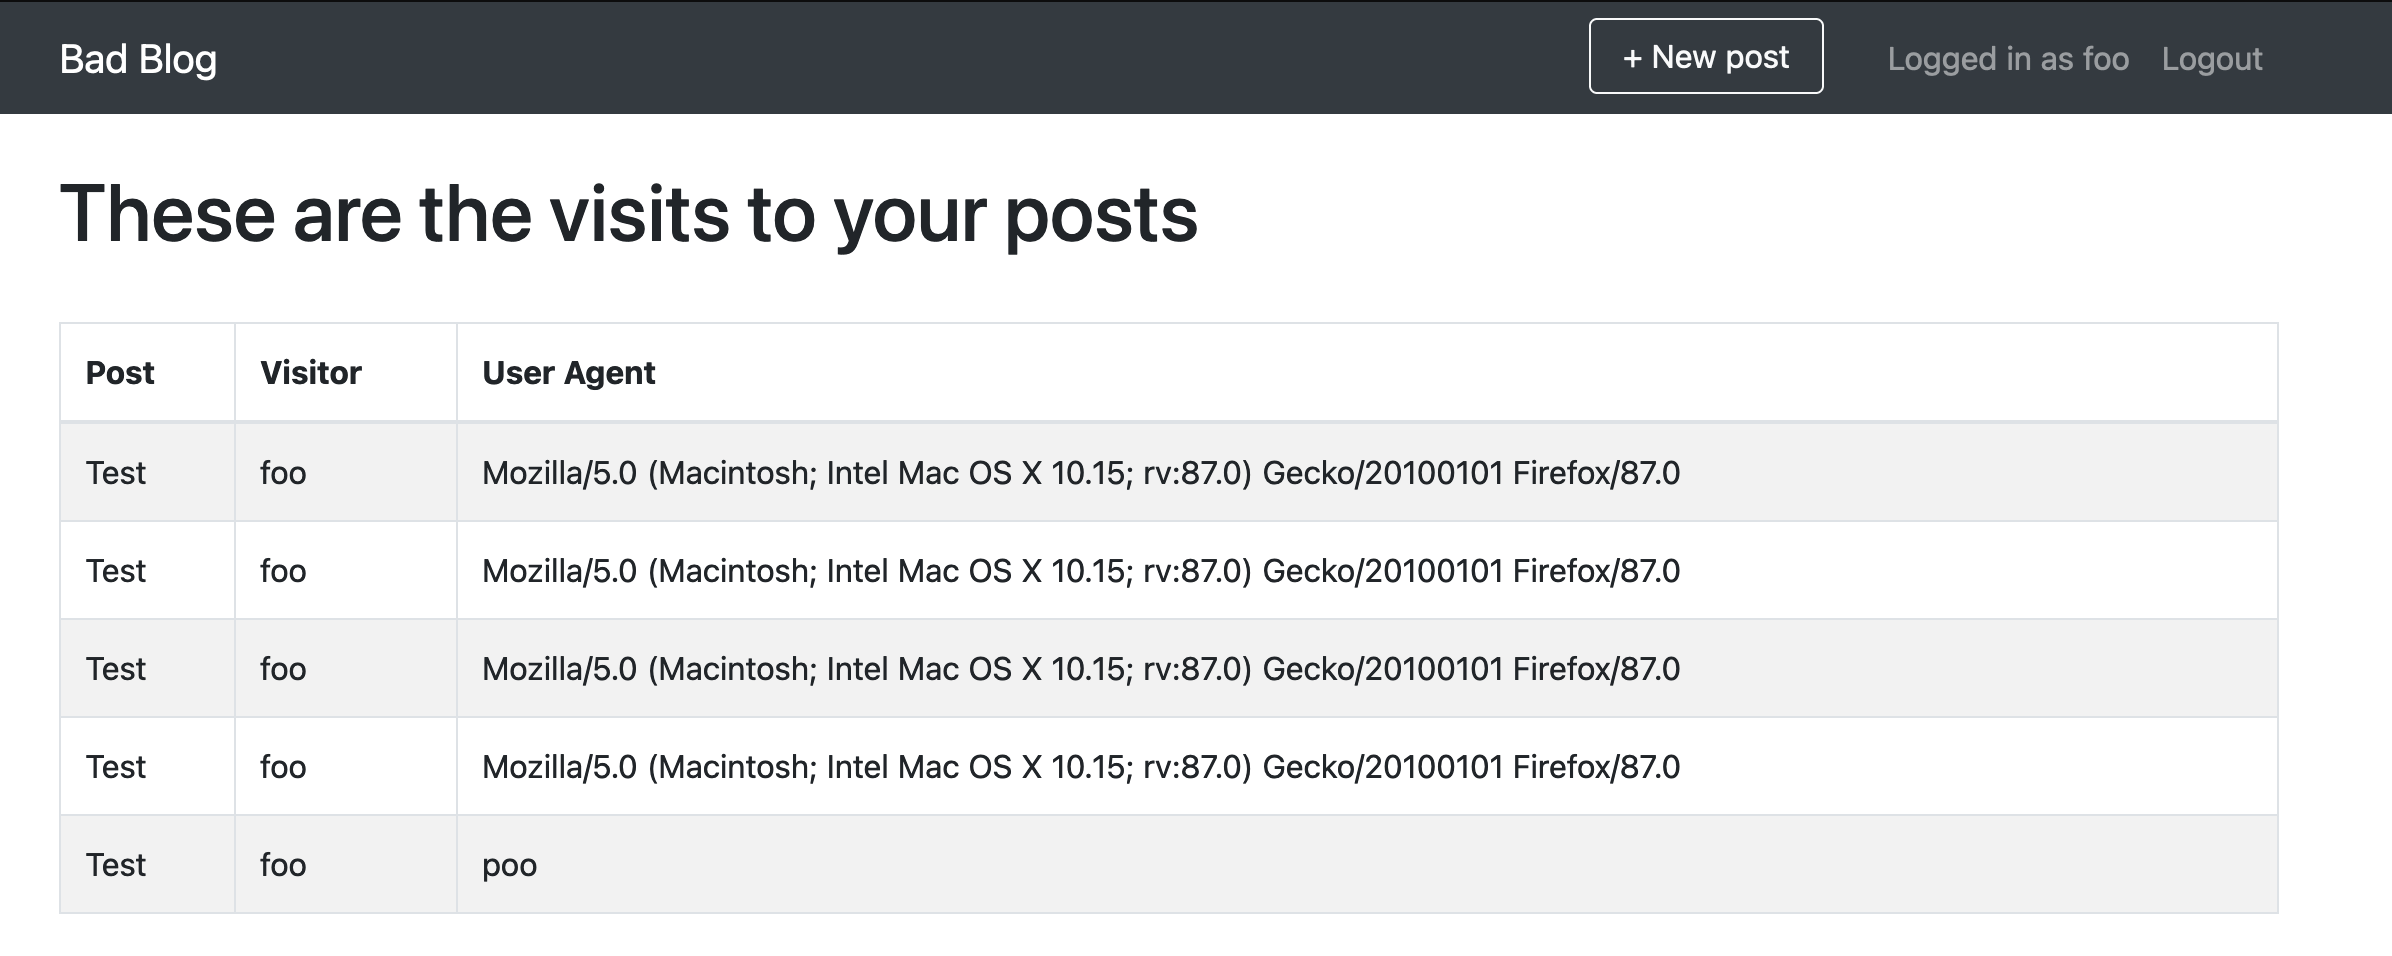 Bad Blog + New post Logged in as foo Logout
These are the visits to your posts
Post Visitor User Agent
Test foo Mozilla/5.0 (Macintosh; Intel Mac OS X 10.15; rv:87.0) Gecko/20100101 Firefox/87.0
Test foo Mozilla/5.0 (Macintosh; Intel Mac OS X 10.15; rv:87.0) Gecko/20100101 Firefox/87.0
Test foo Mozilla/5.0 (Macintosh; Intel Mac OS X 10.15; rv:87.0) Gecko/20100101 Firefox/87.0
Test foo Mozilla/5.0 (Macintosh; Intel Mac OS X 10.15; rv:87.0) Gecko/20100101 Firefox/87.0
Test foo poo